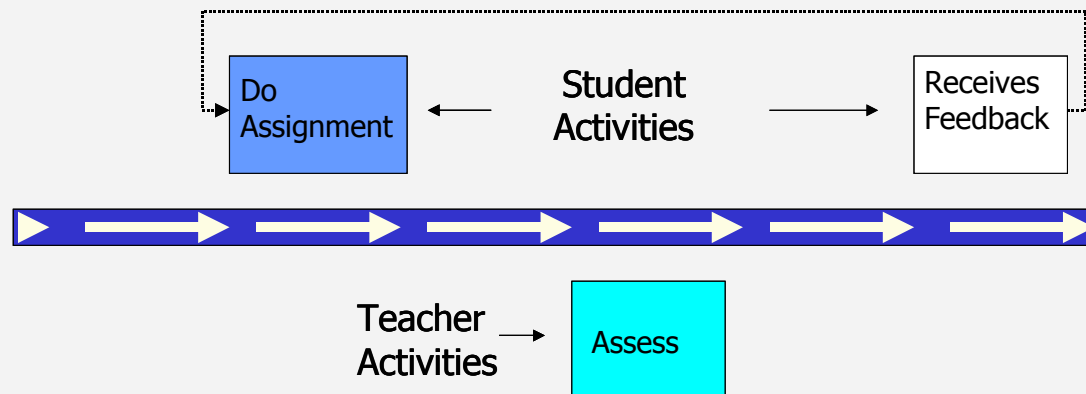 Do
Assignment
Student
Activities
Receives
Feedback
Teacher
Activities
Assess